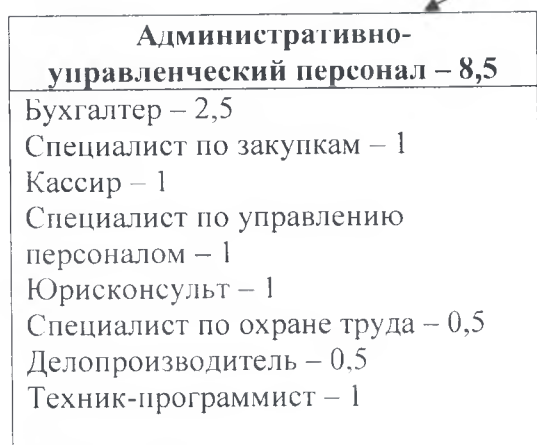 Административно-
управленческий персонал – 8,5
Бухгалтер – 2,5
Специалист по закупкам – 1
Кассир – 1
Специалист по управлению
персоналом – 1
Юрисконсульт – 1
Специалист по охране труда – 0,5
Делопроизводитель – 0,5
Техник-программист – 1